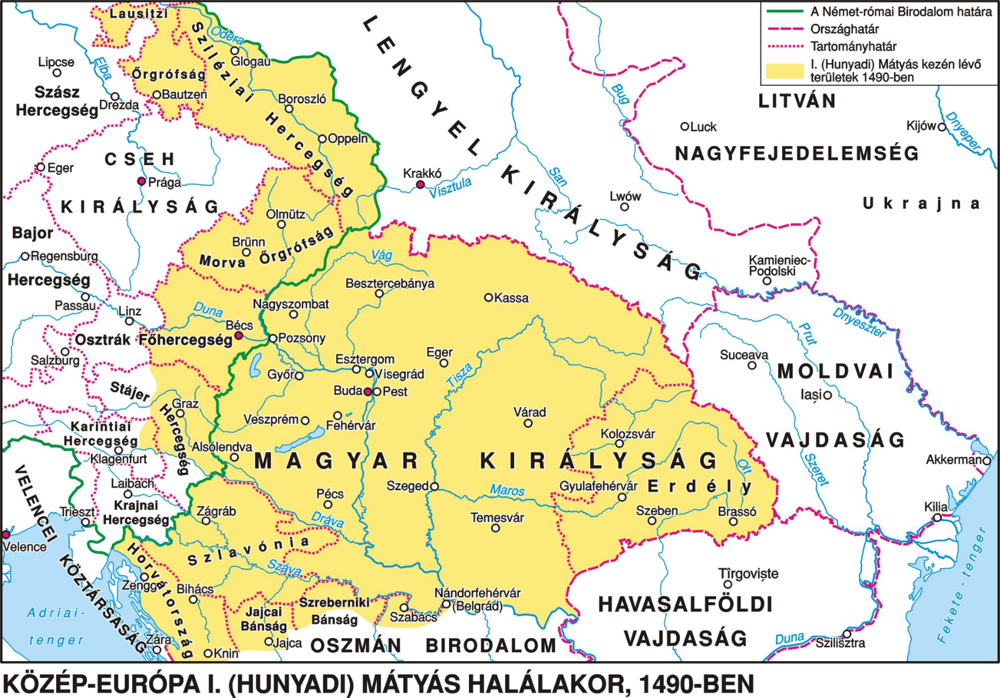 A Német-római Birodalom határa
Országhatár
Tartományhatár
I. (Hunyadi) Mátyás kezén lévő
területek 1490-ben
Lausitzi
Őrgrófság
Bautzen
Sziléziai Hercegség
Odera
Glogau
Boroszló
Oppeln
Lipcse
Elba
Szász
Hercegség
Drezda
CSEH
KIRÁLYSÁG
Eger
Prága
LENGYEL KIRÁLYSÁG
Krakkó
Visztula
San
Bug
Lwów
LITVÁN
NAGYFEJEDELEMSÉG
Luck
Kijów
Dnyeper
Ukrajna
Kamieniec-
Podolski
Dnyeszter
Olmütz
Brünn
Morva Őrgrófság
Bajor
Hercegség
Regensburg
Passau
Linz
Salzburg
Osztrák Főhercegség
Duna
Bécs
Stájer
Hercegség
Graz
Karintiai
Hercegség
Klagenfurt
Laibach
Krajnai
Hercegség
Trieszt
Velence
VELENCEI KÖZTÁRSASÁG
Adriai-
tenger
Zára
MAGYAR KIRÁLYSÁG
Vág
Besztercebánya
Kassa
Nagyszombat
Pozsony
Esztergom
Visegrád
Győr
Buda
Pest
Eger
Tisza
Veszprém
Fehérvár
Alsólendva
Várad
Kolozsvár
Szeged
Maros
Gyulafehérvár
Erdély
Olt
Szeben
Brassó
Pécs
Dráva
Temesvár
Zágráb
Szlavónia
Száva
Horvátország
Zengg
Bihács
Knin
Jajcai
Bánság
Jajca
Szreberniki
Bánság
Szabács
Nándorfehérvár
(Belgrád)
OSZMÁN BIRODALOM
Prut
Suceava
MOLDVAI
VAJDASÁG
Iași
Szeret
Akkerman
Kilia
Tîrgoviște
HAVASALFÖLDI
VAJDASÁG
Duna
Szilisztra
Fekete-tenger
KÖZÉP-EURÓPA I. (HUNYADI) MÁTYÁS HALÁLAKOR, 1490-BEN